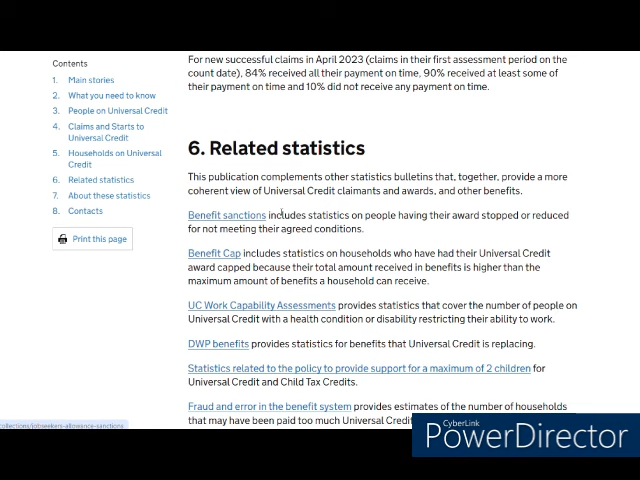 Contents
1. Main stories
2. What you need to know
3. People on Universal Credit
4. Claims and Starts to
Universal Credit
5. Households on Universal
Credit
6. Related statistics
7. About these statistics
8. Contacts
Print this page
For new successful claims in April 2023 (claims in their first assessment period on the
count date), 84% received all their payment on time, 90% received at least some of
their payment on time and 10% did not receive any payment on time.
6. Related statistics
This publication complements other statistics bulletins that, together, provide a more
coherent view of Universal Credit claimants and awards, and other benefits.
Benefit sanctions includes statistics on people having their award stopped or reduced
for not meeting their agreed conditions.
Benefit Cap includes statistics on households who have had their Universal Credit
award capped because their total amount received in benefits is higher than the
maximum amount of benefits a household can receive.
UC Work Capability Assessments provides statistics that cover the number of people on
Universal Credit with a health condition or disability restricting their ability to work.
DWP benefits provides statistics for benefits that Universal Credit is replacing.
Statistics related to the policy to provide support for a maximum of 2 children for
Universal Credit and Child Tax Credits.
Fraud and error in the benefit system provides estimates of the number of households
that may have been paid too much Universal Credit
collections/jobseekers-allowance-sanctions
CyberLink
PowerDirector